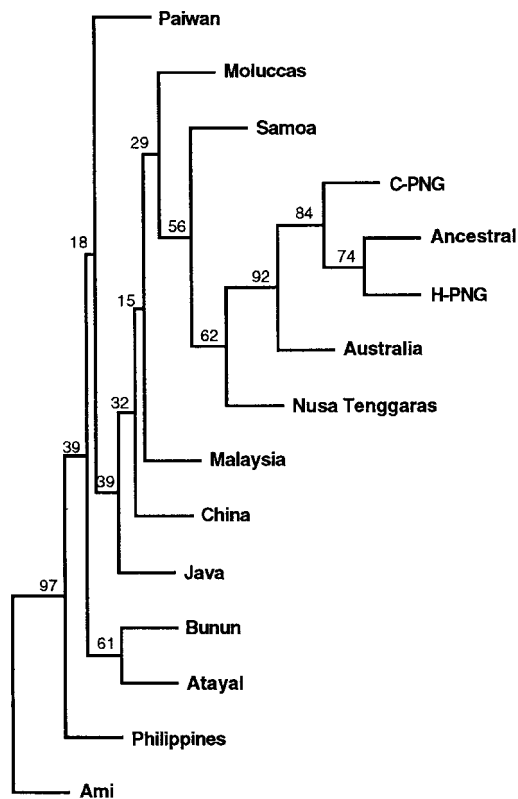 Paiwan
Moluccas
Samoa
29
C-PNG
84
56
Ancestral
18
74
92
H-PNG
15
62
Australia
32
Nusa Tenggaras
39
Malaysia
39
China
Java
97
Bunun
61
Atayal
Philippines
Ami